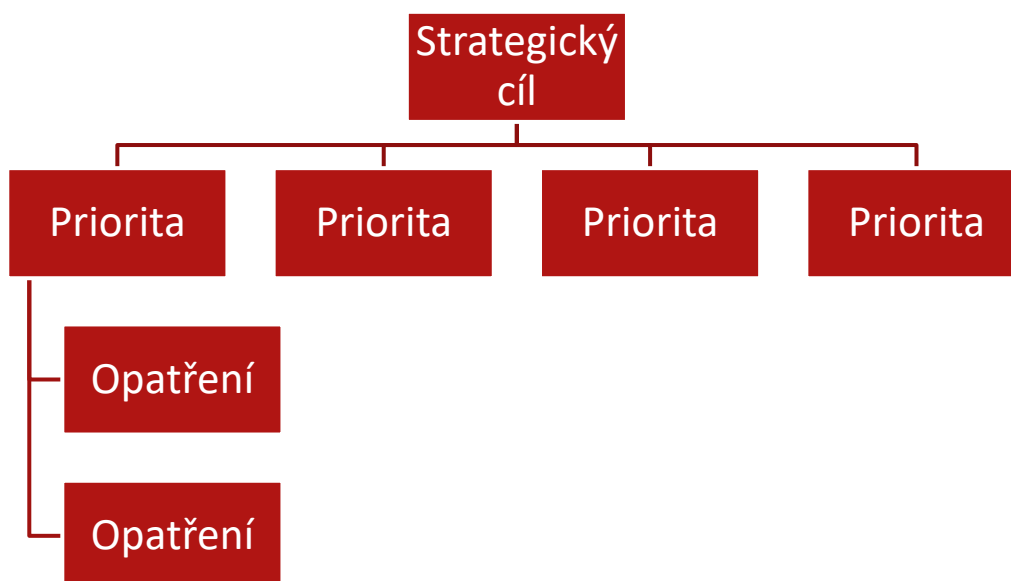 Strategický
cíl
Priorita
Priorita
Priorita
Priorita
Opatření
Opatření